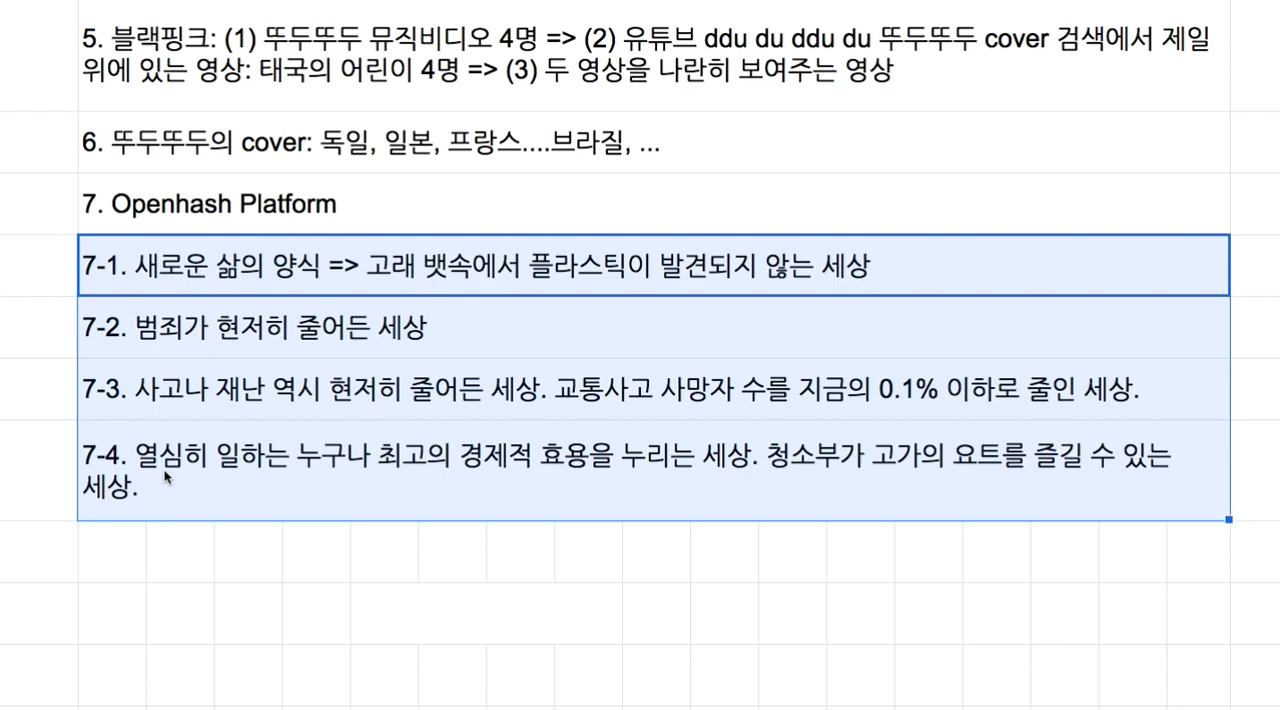 5. 블랙핑크: (1) 뚜두뚜두 뮤직비디오 4명 => (2) 유튜브 ddu du ddu du 뚜두뚜두 cover 검색에서 제일
위에 있는 영상: 태국의 어린이 4명 => (3) 두 영상을 나란히 보여주는 영상
6. 뚜두뚜두의 cover: 독일, 일본, 프랑스....브라질, ...
7. Openhash Platform
7-1. 새로운 삶의 양식 => 고래 뱃속에서 플라스틱이 발견되지 않는 세상
7-2. 범죄가 현저히 줄어든 세상
7-3. 사고나 재난 역시 현저히 줄어든 세상. 교통사고 사망자 수를 지금의 0.1% 이하로 줄인 세상.
7-4. 열심히 일하는 누구나 최고의 경제적 효용을 누리는 세상. 청소부가 고가의 요트를 즐길 수 있는
세상.